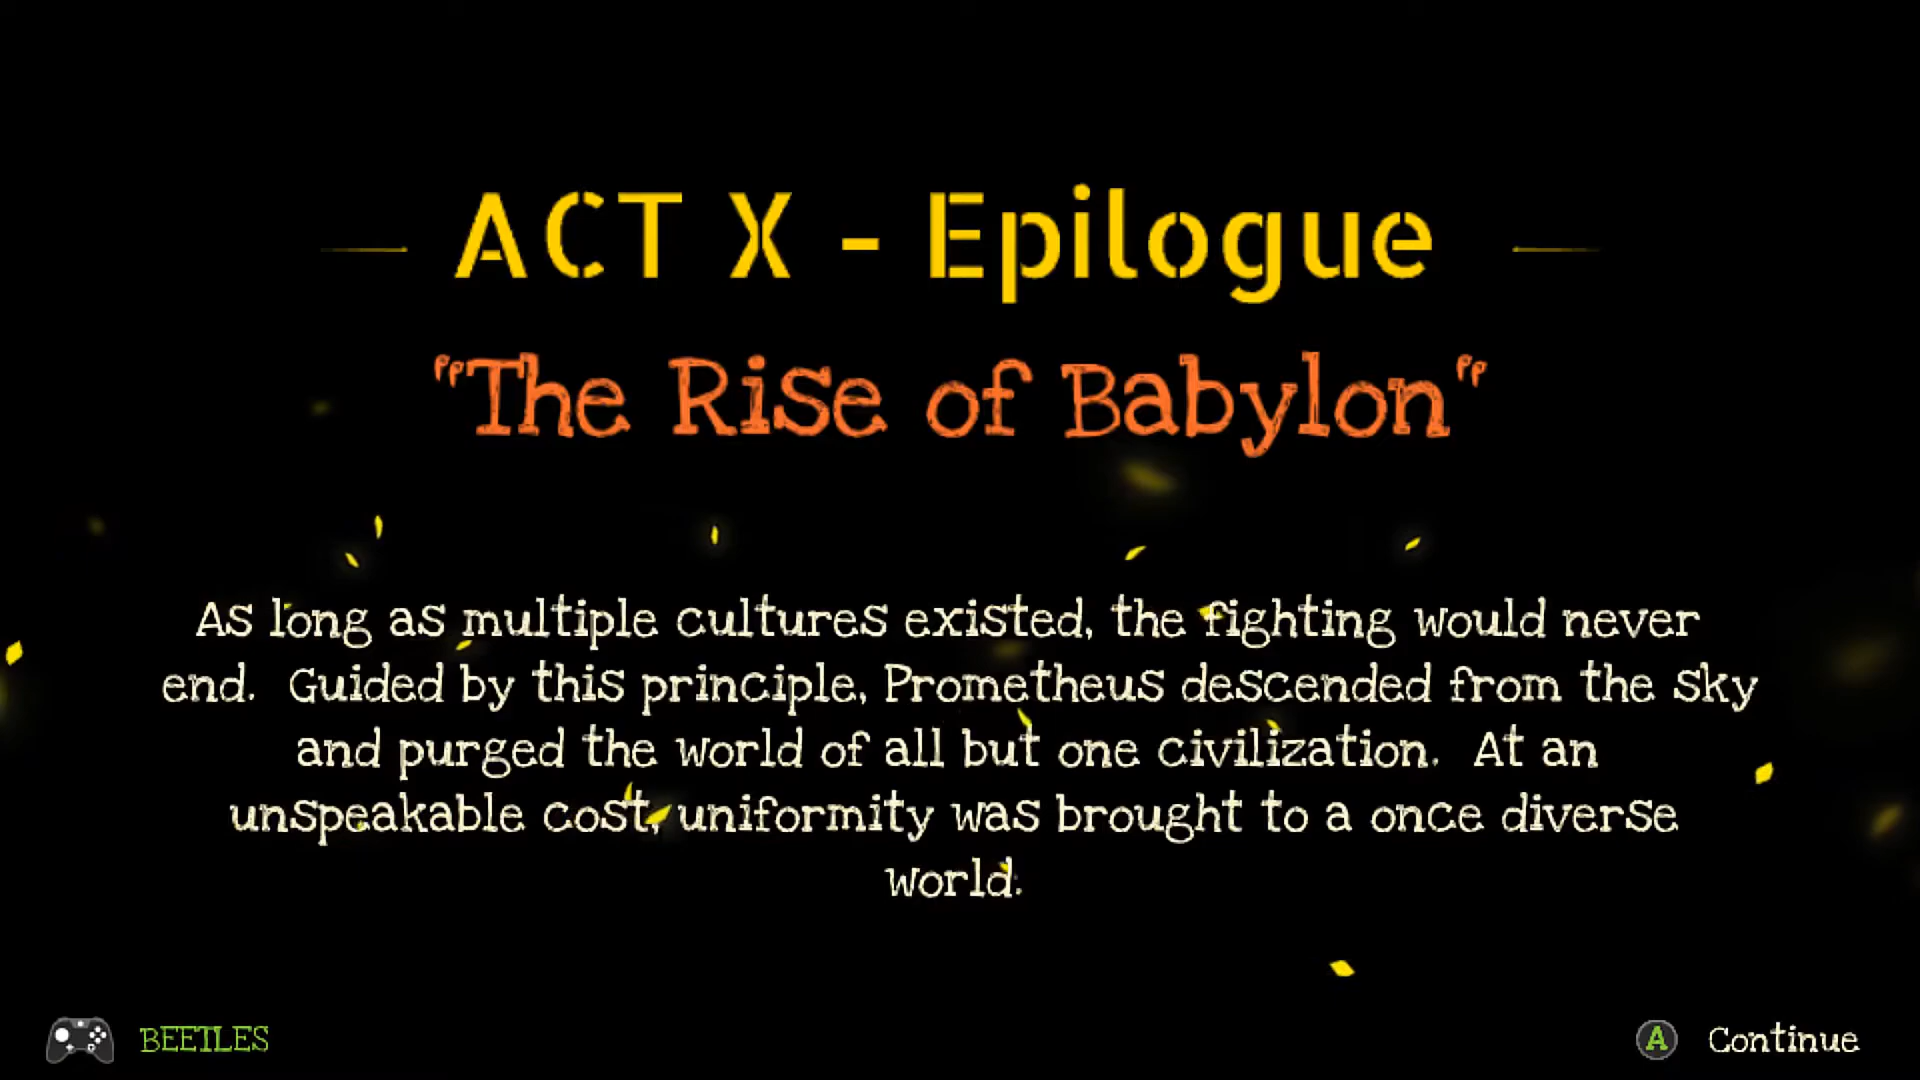 ACT X - Epilogue
"The Rise of Babylon"
As long as multiple cultures existed, the fighting would never
end.  Guided by this principle, Prometheus descended from the sky
and purged the world of all but one civilization.  At an
unspeakable cost, uniformity was brought to a once diverse
world.
BEETLES
A Continue